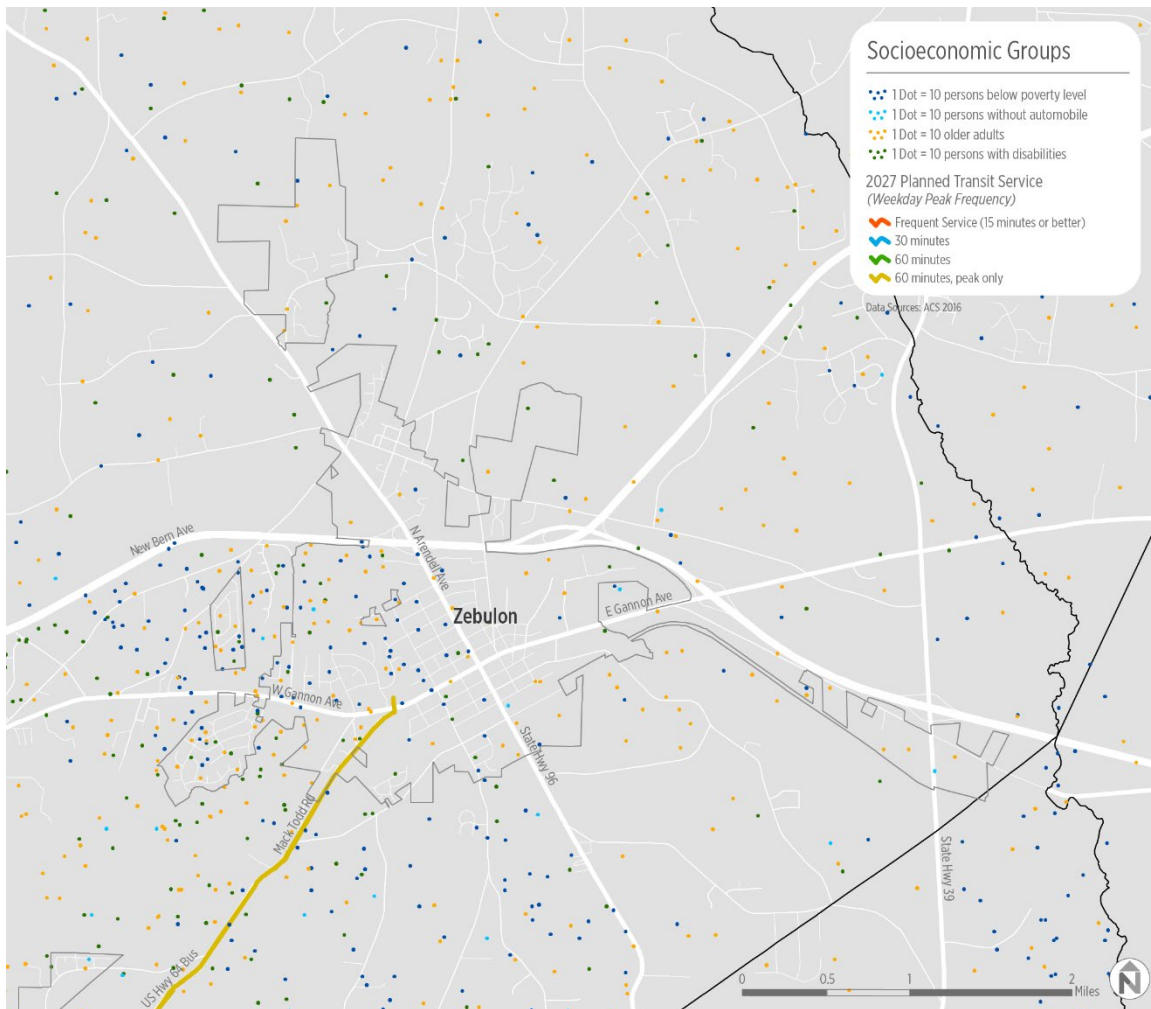 Socioeconomic Groups
1 Dot = 10 persons below poverty level
1 Dot = 10 persons without automobile
1 Dot = 10 older adults
1 Dot = 10 persons with disabilities
2027 Planned Transit Service
(Weekday Peak Frequency)
Frequent Service (15 minutes or better)
30 minutes
60 minutes
60 minutes, peak only
Data Sources: ACS 2016
New Bern Ave
N Arendell Ave
Zebulon
E Gannon Ave
W Gannon Ave
State Hwy 96
Mack Todd Rd
State Hwy 39
US Hwy 64 Bus
0 0.5 1 2
Miles
N